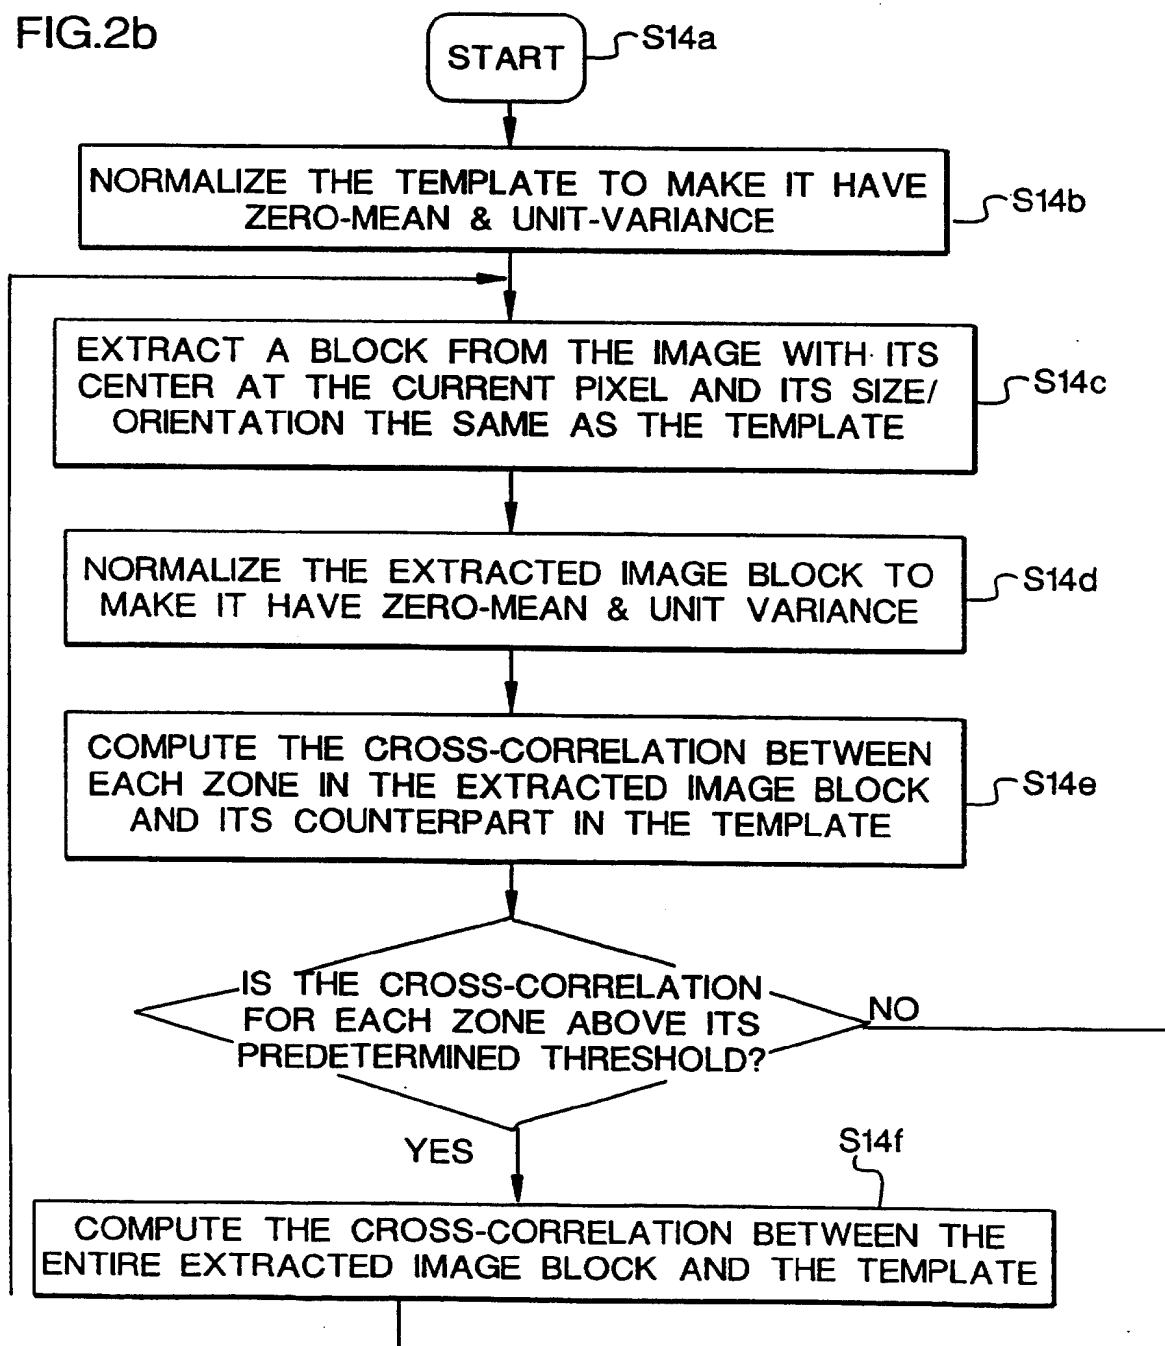 FIG.2b
START
S14a
NORMALIZE THE TEMPLATE TO MAKE IT HAVE
ZERO-MEAN & UNIT-VARIANCE
S14b
EXTRACT A BLOCK FROM THE IMAGE WITH ITS
CENTER AT THE CURRENT PIXEL AND ITS SIZE/
ORIENTATION THE SAME AS THE TEMPLATE
S14c
NORMALIZE THE EXTRACTED IMAGE BLOCK TO
MAKE IT HAVE ZERO-MEAN & UNIT VARIANCE
S14d
COMPUTE THE CROSS-CORRELATION BETWEEN
EACH ZONE IN THE EXTRACTED IMAGE BLOCK
AND ITS COUNTERPART IN THE TEMPLATE
S14e
IS THE CROSS-CORRELATION
FOR EACH ZONE ABOVE ITS
PREDETERMINED THRESHOLD?
NO
YES
S14f
COMPUTE THE CROSS-CORRELATION BETWEEN THE
ENTIRE EXTRACTED IMAGE BLOCK AND THE TEMPLATE